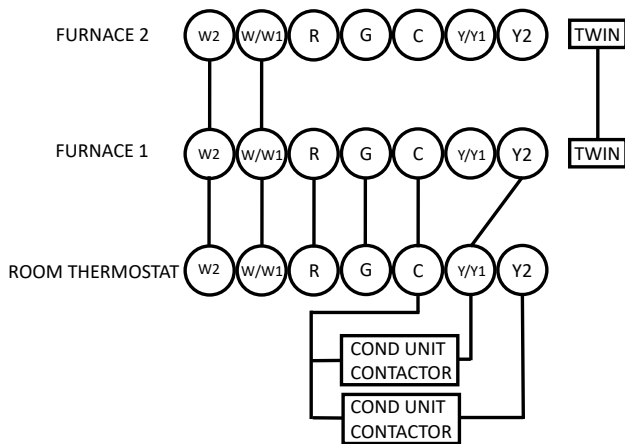 FURNACE 2 W2 W/W1 R G C Y/Y1 Y2 TWIN
FURNACE 1 W2 W/W1 R G C Y/Y1 Y2 TWIN
ROOM THERMOSTAT W2 W/W1 R G C Y/Y1 Y2
COND UNIT
CONTACTOR
COND UNIT
CONTACTOR